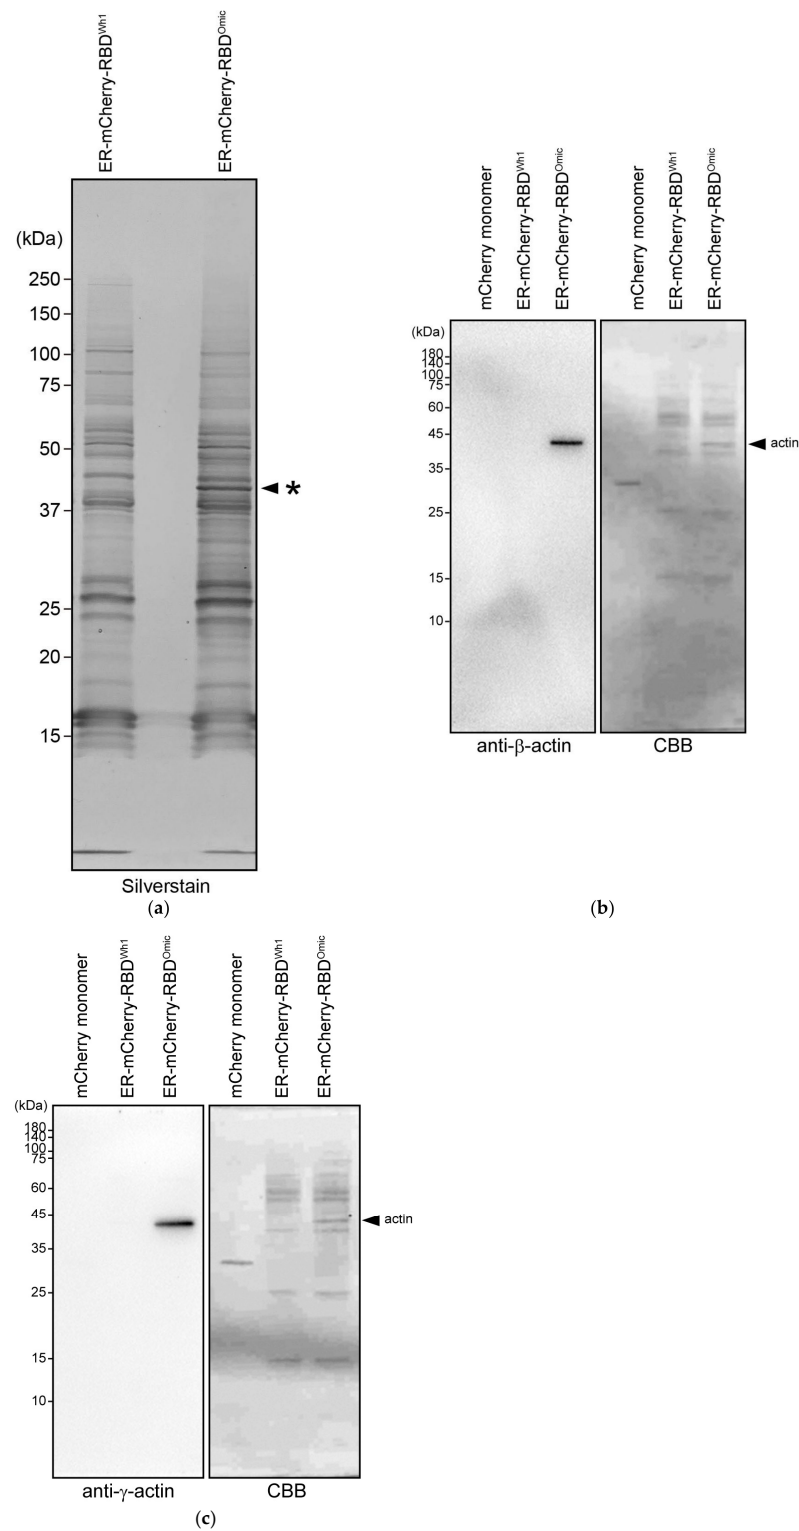 ER-mCherry-RBDWh1
ER-mCherry-RBDOmic
(kDa)
250
150
100
75
50
37
25
20
15
*
Silverstain
(a)
mCherry monomer
ER-mCherry-RBDWh1
ER-mCherry-RBDOmic
mCherry monomer
ER-mCherry-RBDWh1
ER-mCherry-RBDOmic
(kDa)
180
140
100
75
60
45
35
25
15
10
actin
anti-β-actin
CBB
(b)
mCherry monomer
ER-mCherry-RBDWh1
ER-mCherry-RBDOmic
mCherry monomer
ER-mCherry-RBDWh1
ER-mCherry-RBDOmic
(kDa)
180
140
100
75
60
45
35
25
15
10
actin
anti-γ-actin
CBB
(c)